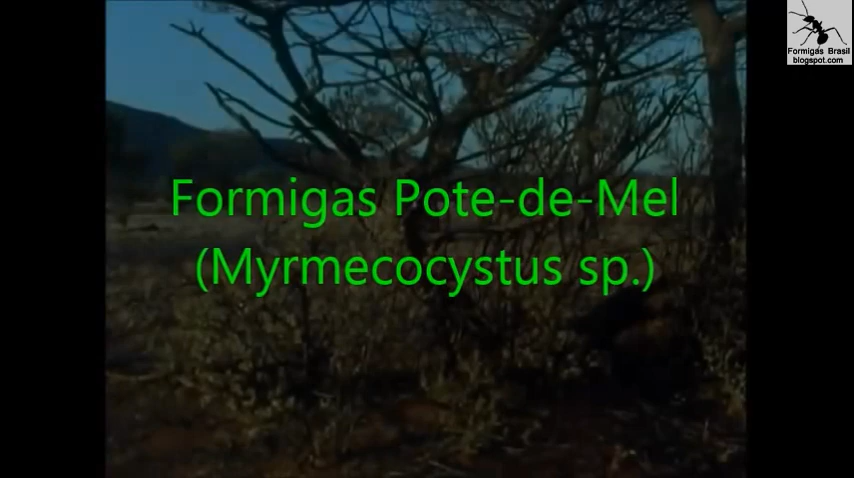 Formigas Brasil
blogspot.com
Formigas Pote-de-Mel
(Myrmecocystus sp.)